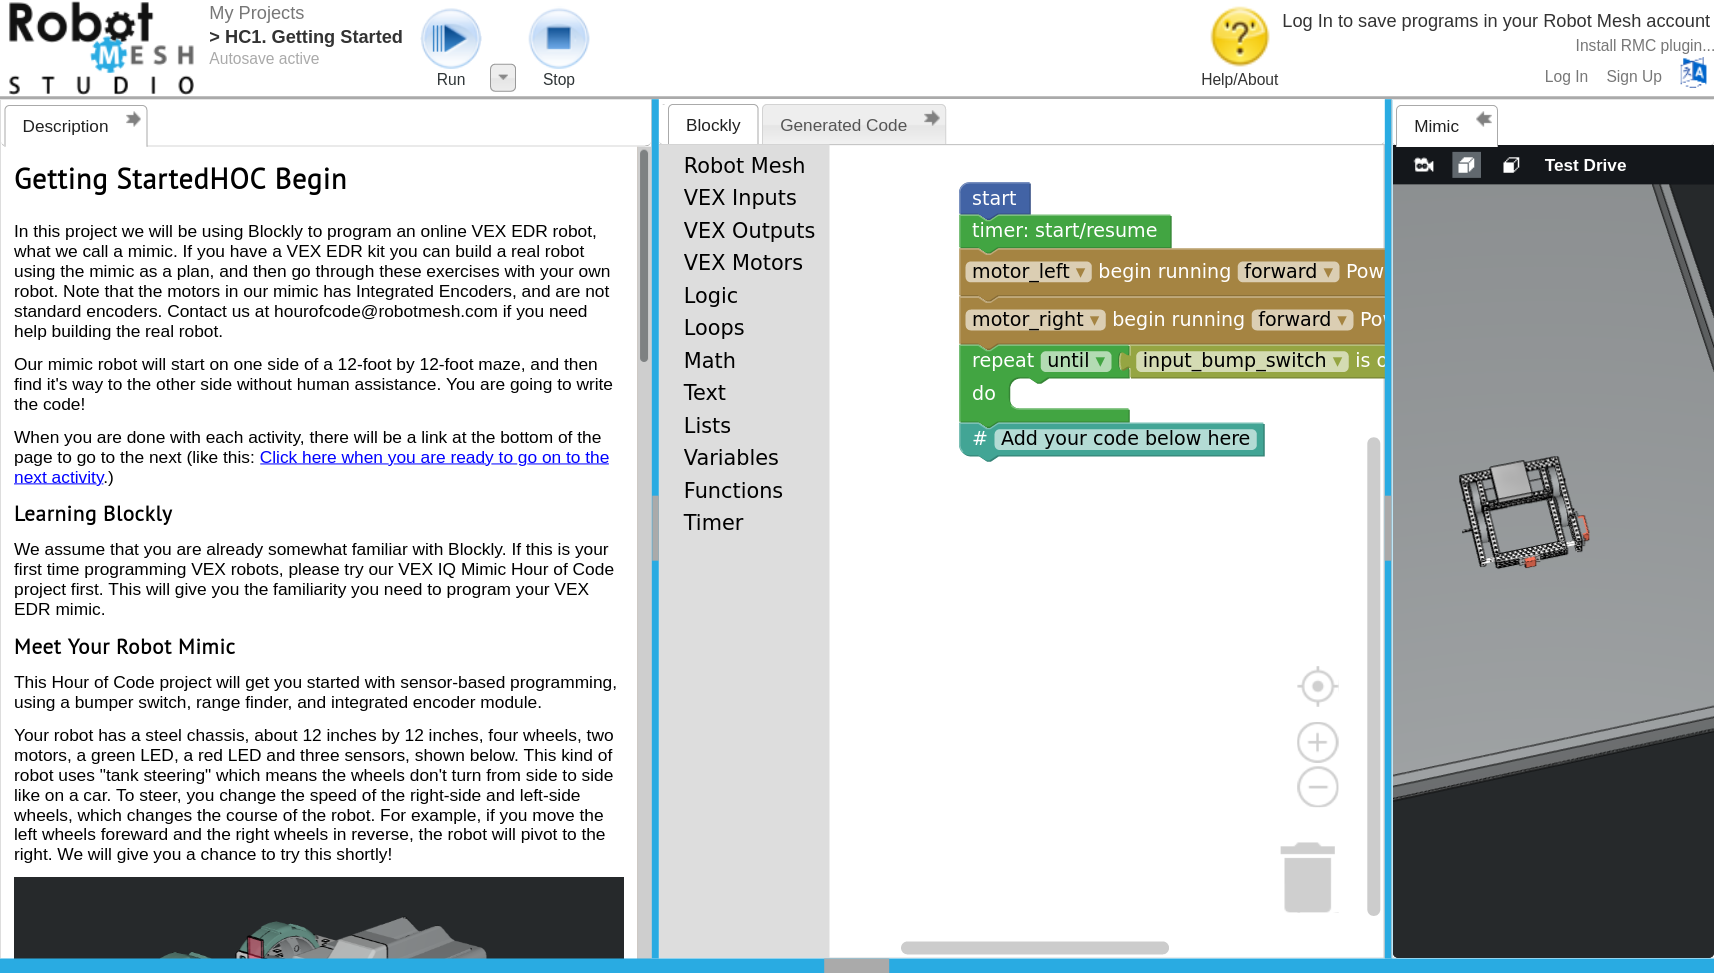 Robot
MESH
STUDIO
My Projects
> HC1. Getting Started
Autosave active
Run
Stop
Help/About
Log In to save programs in your Robot Mesh account
Install RMC plugin...
Log In Sign Up
Description
Getting StartedHOC Begin
In this project we will be using Blockly to program an online VEX EDR robot,
what we call a mimic. If you have a VEX EDR kit you can build a real robot
using the mimic as a plan, and then go through these exercises with your own
robot. Note that the motors in our mimic has Integrated Encoders, and are not
standard encoders. Contact us at hourofcode@robotmesh.com if you need
help building the real robot.
Our mimic robot will start on one side of a 12-foot by 12-foot maze, and then
find it's way to the other side without human assistance. You are going to write
the code!
When you are done with each activity, there will be a link at the bottom of the
page to go to the next (like this: Click here when you are ready to go on to the
next activity.)
Learning Blockly
We assume that you are already somewhat familiar with Blockly. If this is your
first time programming VEX robots, please try our VEX IQ Mimic Hour of Code
project first. This will give you the familiarity you need to program your VEX
EDR mimic.
Meet Your Robot Mimic
This Hour of Code project will get you started with sensor-based programming,
using a bumper switch, range finder, and integrated encoder module.
Your robot has a steel chassis, about 12 inches by 12 inches, four wheels, two
motors, a green LED, a red LED and three sensors, shown below. This kind of
robot uses "tank steering" which means the wheels don't turn from side to side
like on a car. To steer, you change the speed of the right-side and left-side
wheels, which changes the course of the robot. For example, if you move the
left wheels foreward and the right wheels in reverse, the robot will pivot to the
right. We will give you a chance to try this shortly!
Blockly
Generated Code
Robot Mesh
VEX Inputs
VEX Outputs
VEX Motors
Logic
Loops
Math
Text
Lists
Variables
Functions
Timer
start
timer: start/resume
motor_left ▾ begin running forward ▾ Pow
motor_right ▾ begin running forward ▾ Po
repeat until ▾ input_bump_switch ▾ is
do
# Add your code below here
Mimic
Test Drive